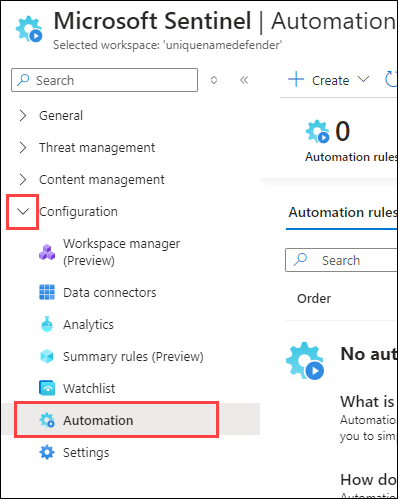 Microsoft Sentinel | Automation
Selected workspace: 'uniquenamedefender'
Search
General
Threat management
Content management
Configuration
Workspace manager
(Preview)
Data connectors
Analytics
Summary rules (Preview)
Watchlist
Automation
Settings
Create
0
Automation rules
Automation rules
Search
Order
No aut
What is
Automatio
you to sim
How do
Automatio